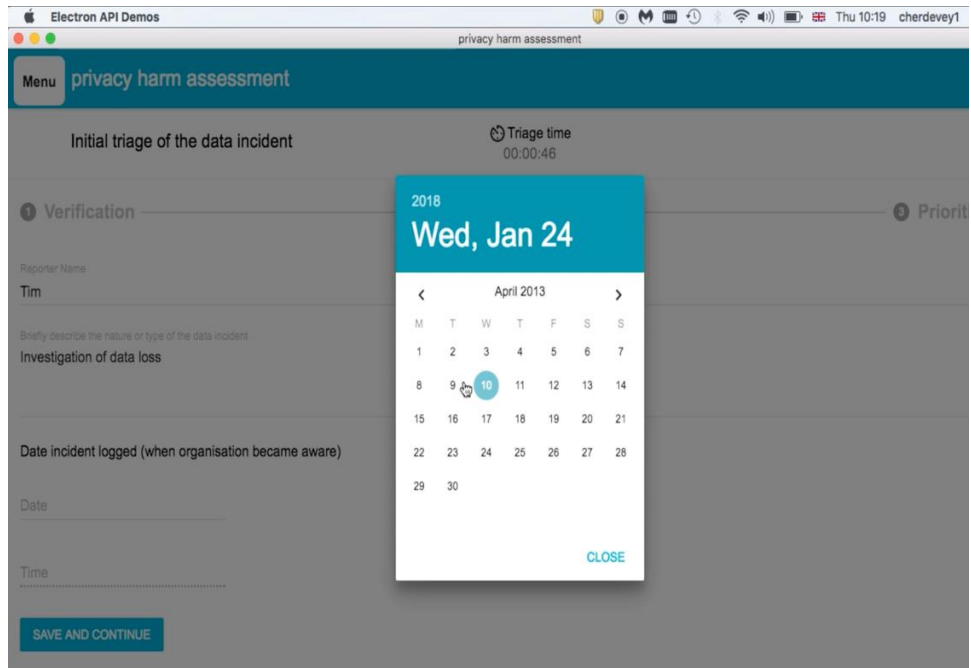 Electron API Demos
Thu 10:19 cherdevey1
privacy harm assessment
Menu privacy harm assessment
Initial triage of the data incident
Triage time
00:00:46
1 Verification
3 Priorit
Reporter Name
Tim
Briefly describe the nature or type of the data incident
Investigation of data loss
Date incident logged (when organisation became aware)
Date
Time
SAVE AND CONTINUE
2018
Wed, Jan 24
April 2013
M T W T F S S
1 2 3 4 5 6 7
8 9 10 11 12 13 14
15 16 17 18 19 20 21
22 23 24 25 26 27 28
29 30
CLOSE